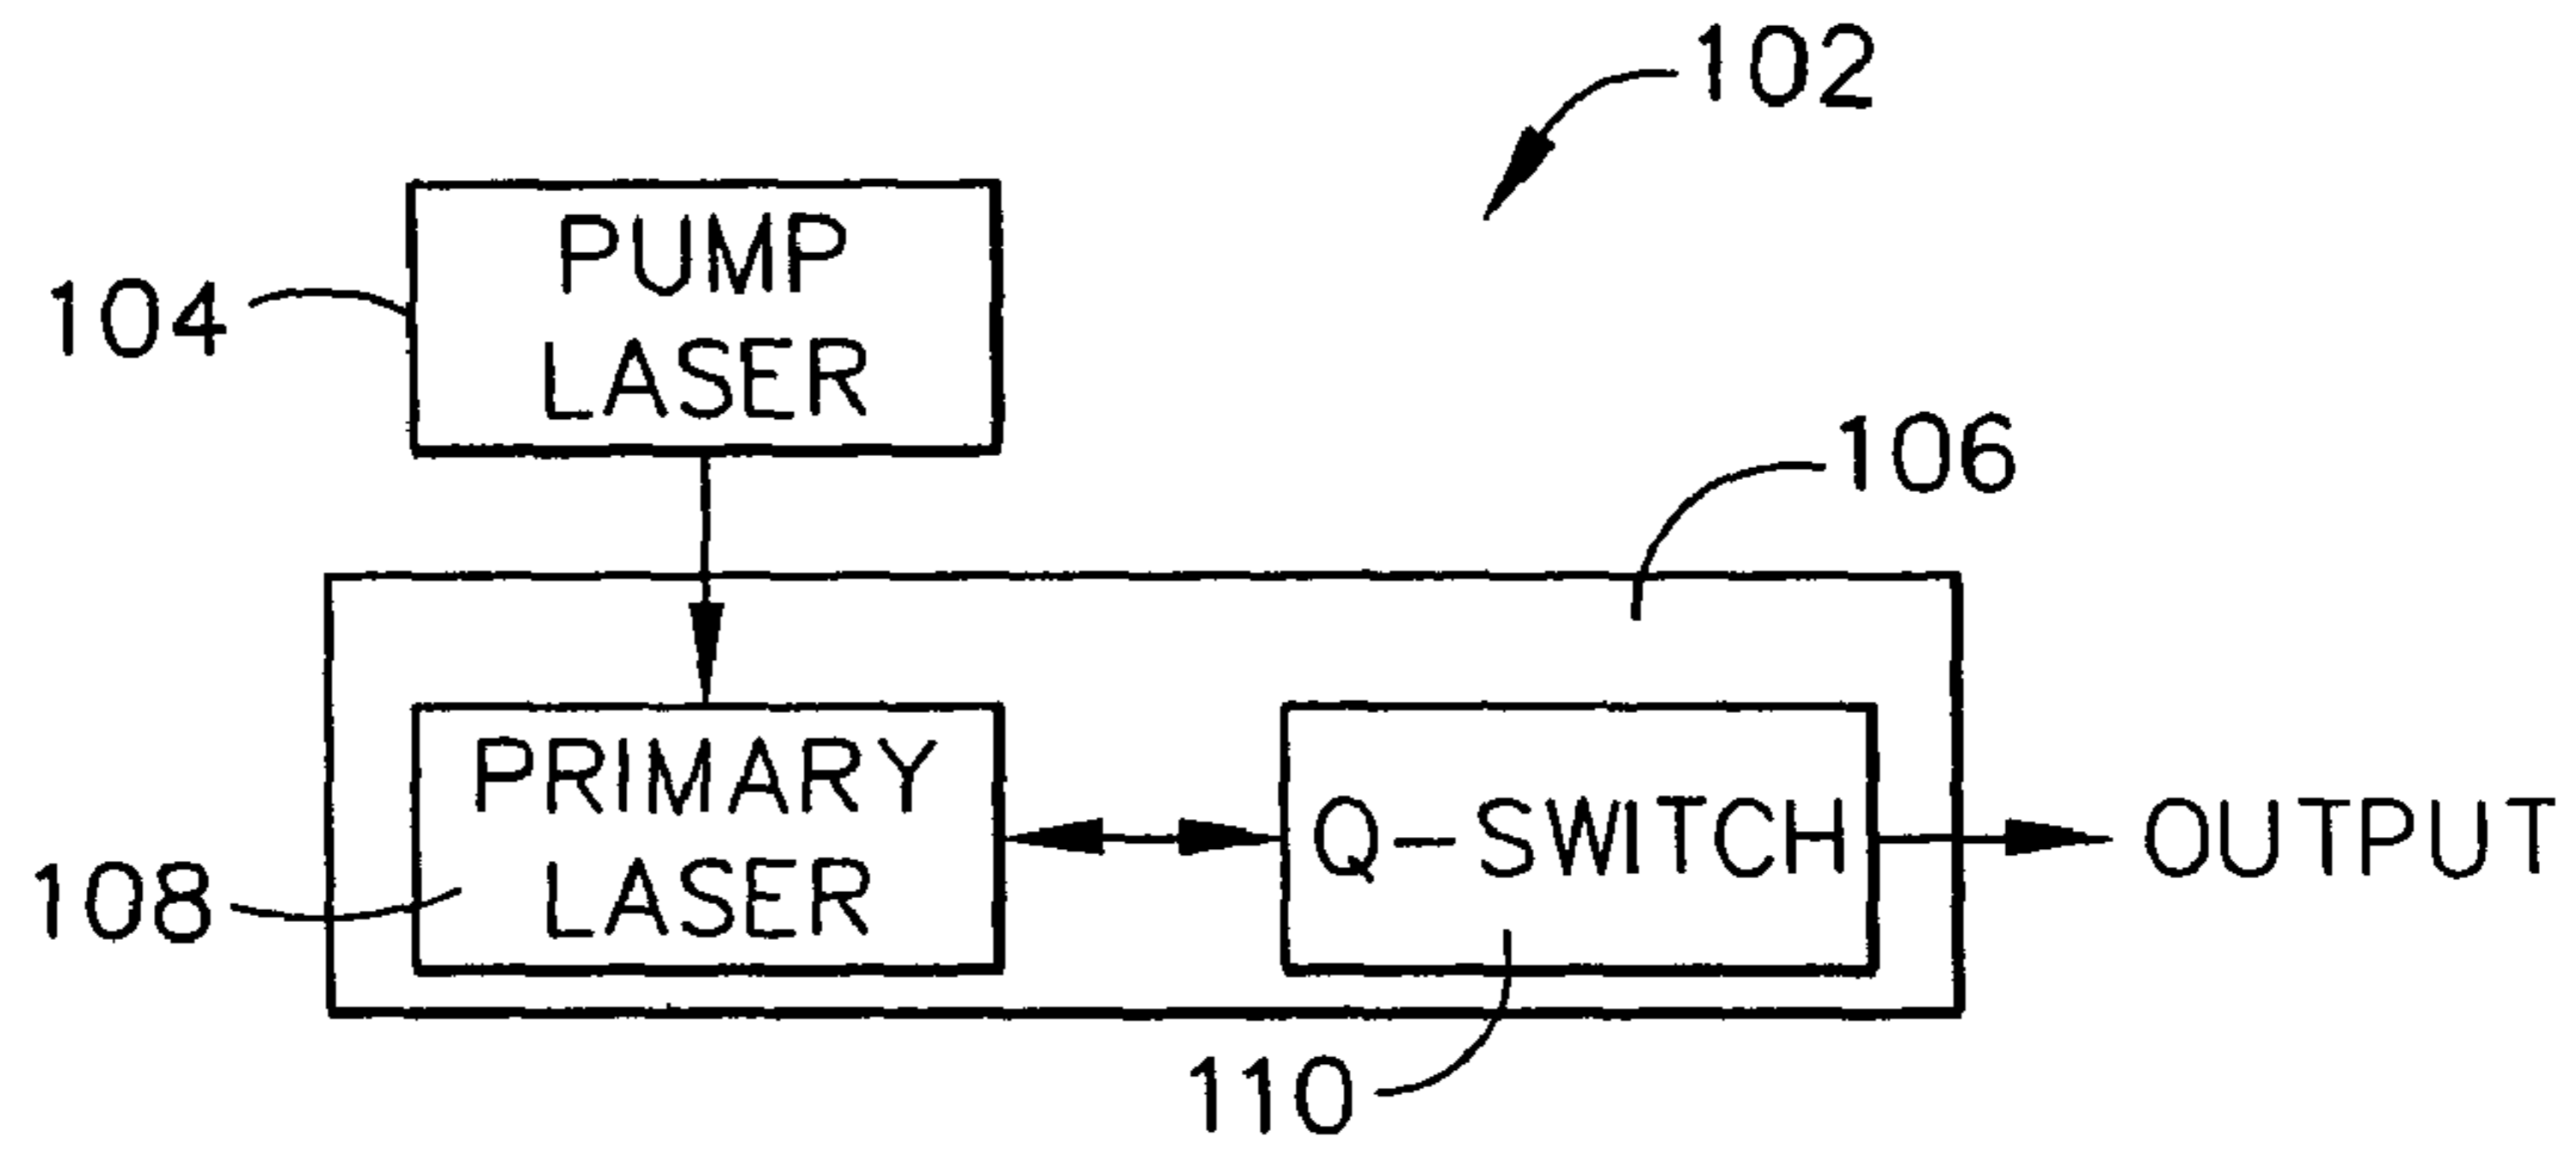 102
PUMP
LASER
104
106
PRIMARY
LASER
Q-SWITCH
OUTPUT
108
110